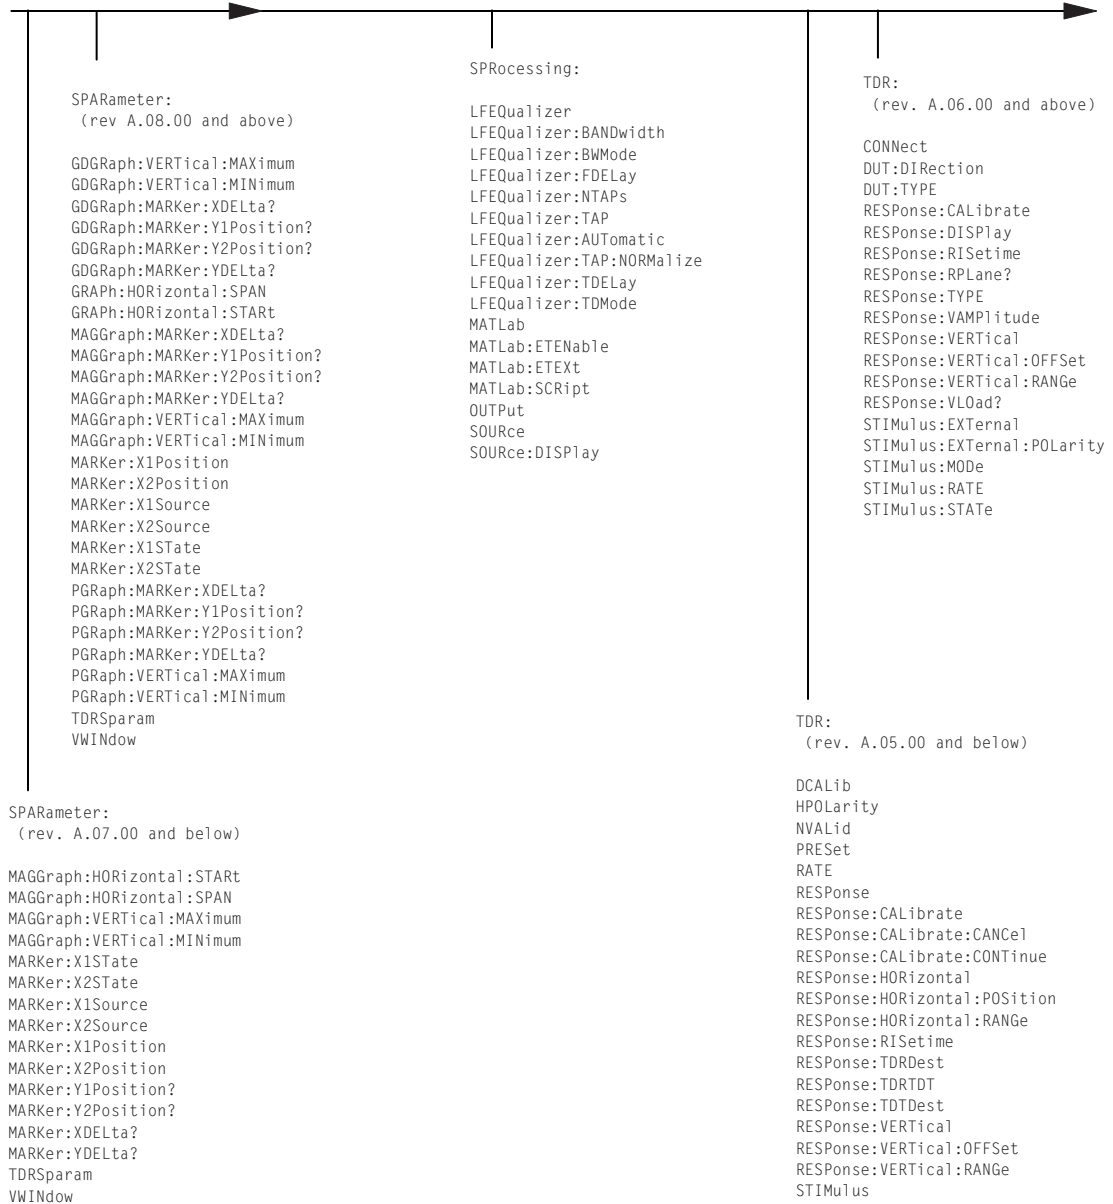 SPARameter:
(rev A.08.00 and above)
GDGRaph:VERTical:MAXimum
GDGRaph:VERTical:MINimum
GDGRaph:MARKer:XDELta?
GDGRaph:MARKer:Y1Position?
GDGRaph:MARKer:Y2Position?
GDGRaph:MARKer:YDELta?
GRAPh:HORizontal:SPAN
GRAPh:HORizontal:STARt
MAGGraph:MARKer:XDELta?
MAGGraph:MARKer:Y1Position?
MAGGraph:MARKer:Y2Position?
MAGGraph:MARKer:YDELta?
MAGGraph:VERTical:MAXimum
MAGGraph:VERTical:MINimum
MARKer:X1Position
MARKer:X2Position
MARKer:X1Source
MARKer:X2Source
MARKer:X1STate
MARKer:X2STate
PGRaph:MARKer:XDELta?
PGRaph:MARKer:Y1Position?
PGRaph:MARKer:Y2Position?
PGRaph:MARKer:YDELta?
PGRaph:VERTical:MAXimum
PGRaph:VERTical:MINimum
TDRSparam
VWINdow
SPARameter:
(rev. A.07.00 and below)
MAGGraph:HORizontal:STARt
MAGGraph:HORizontal:SPAN
MAGGraph:VERTical:MAXimum
MAGGraph:VERTical:MINimum
MARKer:X1STate
MARKer:X2STate
MARKer:X1Source
MARKer:X2Source
MARKer:X1Position
MARKer:X2Position
MARKer:Y1Position?
MARKer:Y2Position?
MARKer:XDELta?
MARKer:YDELta?
TDRSparam
VWINdow
SPRocessing:
LFEQualizer
LFEQualizer:BANDwidth
LFEQualizer:BWMode
LFEQualizer:FDELay
LFEQualizer:NTAPs
LFEQualizer:TAP
LFEQualizer:AUTomatic
LFEQualizer:TAP:NORMalize
LFEQualizer:TDELay
LFEQualizer:TDMode
MATLab
MATLab:ETENable
MATLab:ETEXt
MATLab:SCRipt
OUTPut
SOURce
SOURce:DISPlay
TDR:
(rev. A.06.00 and above)
CONNect
DUT:DIRection
DUT:TYPE
RESPonse:CALibrate
RESPonse:DISPlay
RESPonse:RISetime
RESPonse:RPLane?
RESPonse:TYPE
RESPonse:VAMPlitude
RESPonse:VERTical
RESPonse:VERTical:OFFSet
RESPonse:VERTical:RANGe
RESPonse:VLOad?
STIMulus:EXTernal
STIMulus:EXTernal:POLarity
STIMulus:MODe
STIMulus:RATE
STIMulus:STATe
TDR:
(rev. A.05.00 and below)
DCALib
HPOLarity
NVALid
PRESet
RATE
RESPonse
RESPonse:CALibrate
RESPonse:CALibrate:CANCel
RESPonse:CALibrate:CONTinue
RESPonse:HORizontal
RESPonse:HORizontal:POSition
RESPonse:HORizontal:RANGe
RESPonse:RISetime
RESPonse:TDRDest
RESPonse:TDRTDT
RESPonse:TDTDest
RESPonse:VERTical
RESPonse:VERTical:OFFSet
RESPonse:VERTical:RANGe
STIMulus